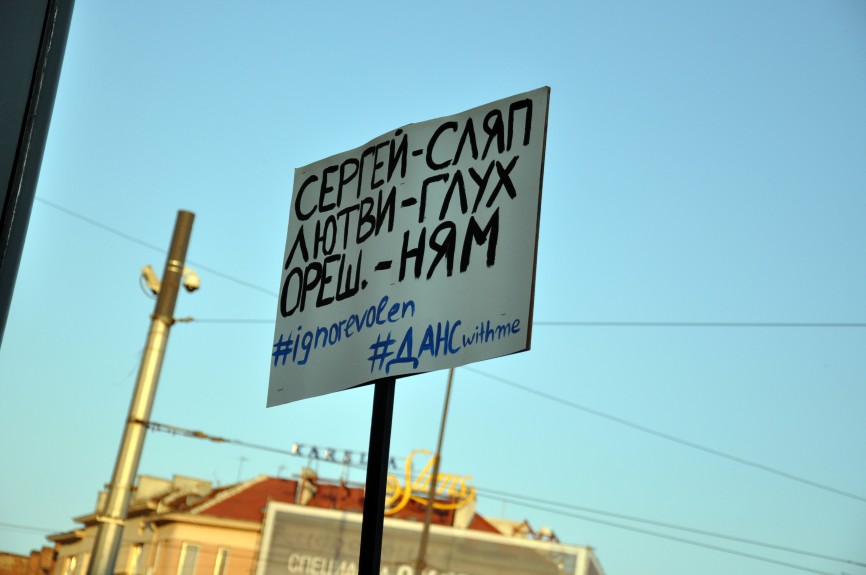 СЕРГЕЙ-СЛЯП
ЛЮТВИ-ГЛУХ
ОРЕШ.-НЯМ
#ignorevolen
#ДАНСwithme